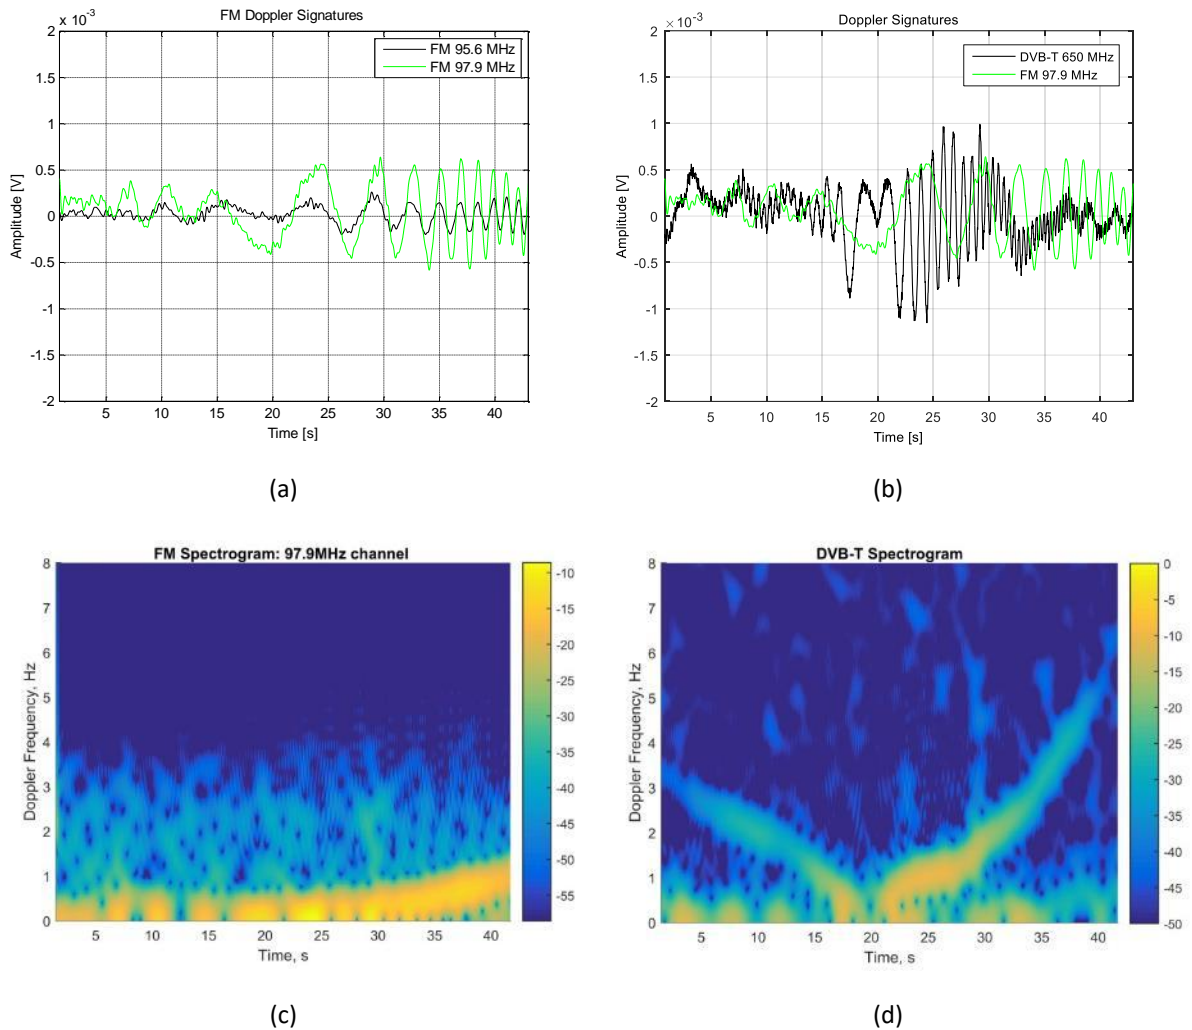 FM Doppler Signatures
x 10-3
2
1.5
1
0.5
0
-0.5
-1
-1.5
-2
FM 95.6 MHz
FM 97.9 MHz
Amplitude [V]
5 10 15 20 25 30 35 40
Time [s]
(a)
Doppler Signatures
×10-3
2
1.5
1
0.5
0
-0.5
-1
-1.5
-2
DVB-T 650 MHz
FM 97.9 MHz
Amplitude [V]
5 10 15 20 25 30 35 40
Time [s]
(b)
FM Spectrogram: 97.9MHz channel
8
7
6
5
4
3
2
1
0
Doppler Frequency, Hz
5 10 15 20 25 30 35 40
Time, s
-10
-15
-20
-25
-30
-35
-40
-45
-50
-55
(c)
DVB-T Spectrogram
8
7
6
5
4
3
2
1
0
Doppler Frequency, Hz
5 10 15 20 25 30 35 40
Time, s
0
-5
-10
-15
-20
-25
-30
-35
-40
-45
-50
(d)